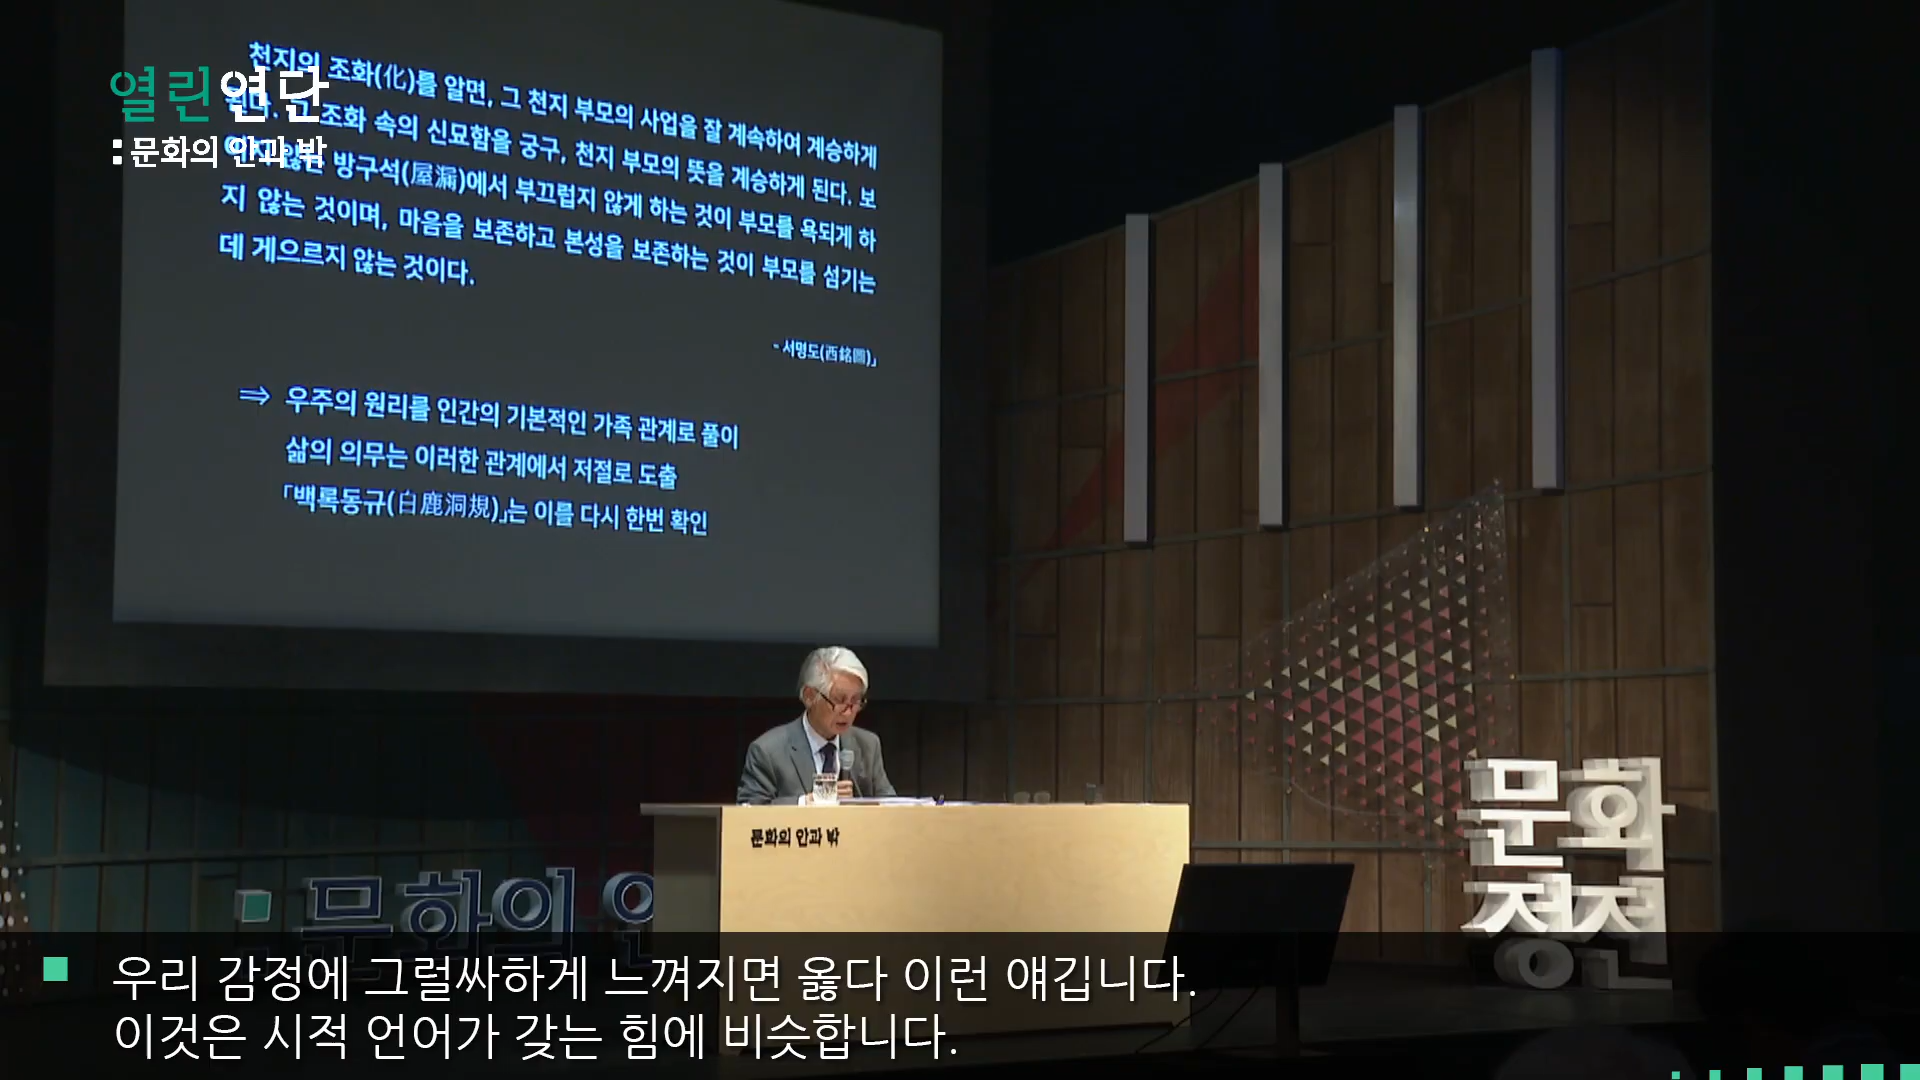 열린연단
:문화의 안과 밖
천지의 조화(化)를 알면, 그 천지 부모의 사업을 잘 계속하여 계승하게
된다. 그 조화 속의 신묘함을 궁구, 천지 부모의 뜻을 계승하게 된다. 보
이지 않는 방구석(屋漏)에서 부끄럽지 않게 하는 것이 부모를 욕되게 하
지 않는 것이며, 마음을 보존하고 본성을 보존하는 것이 부모를 섬기는
데 게으르지 않는 것이다.
- 서명도(西銘圖)」
⇒ 우주의 원리를 인간의 기본적인 가족 관계로 풀이
삶의 의무는 이러한 관계에서 저절로 도출
「백록동규(白鹿洞規)」는 이를 다시 한번 확인
문화의 안과 밖
:문화의 안
문화
정전
우리 감정에 그럴싸하게 느껴지면 옳다 이런 얘깁니다.
이것은 시적 언어가 갖는 힘에 비슷합니다.